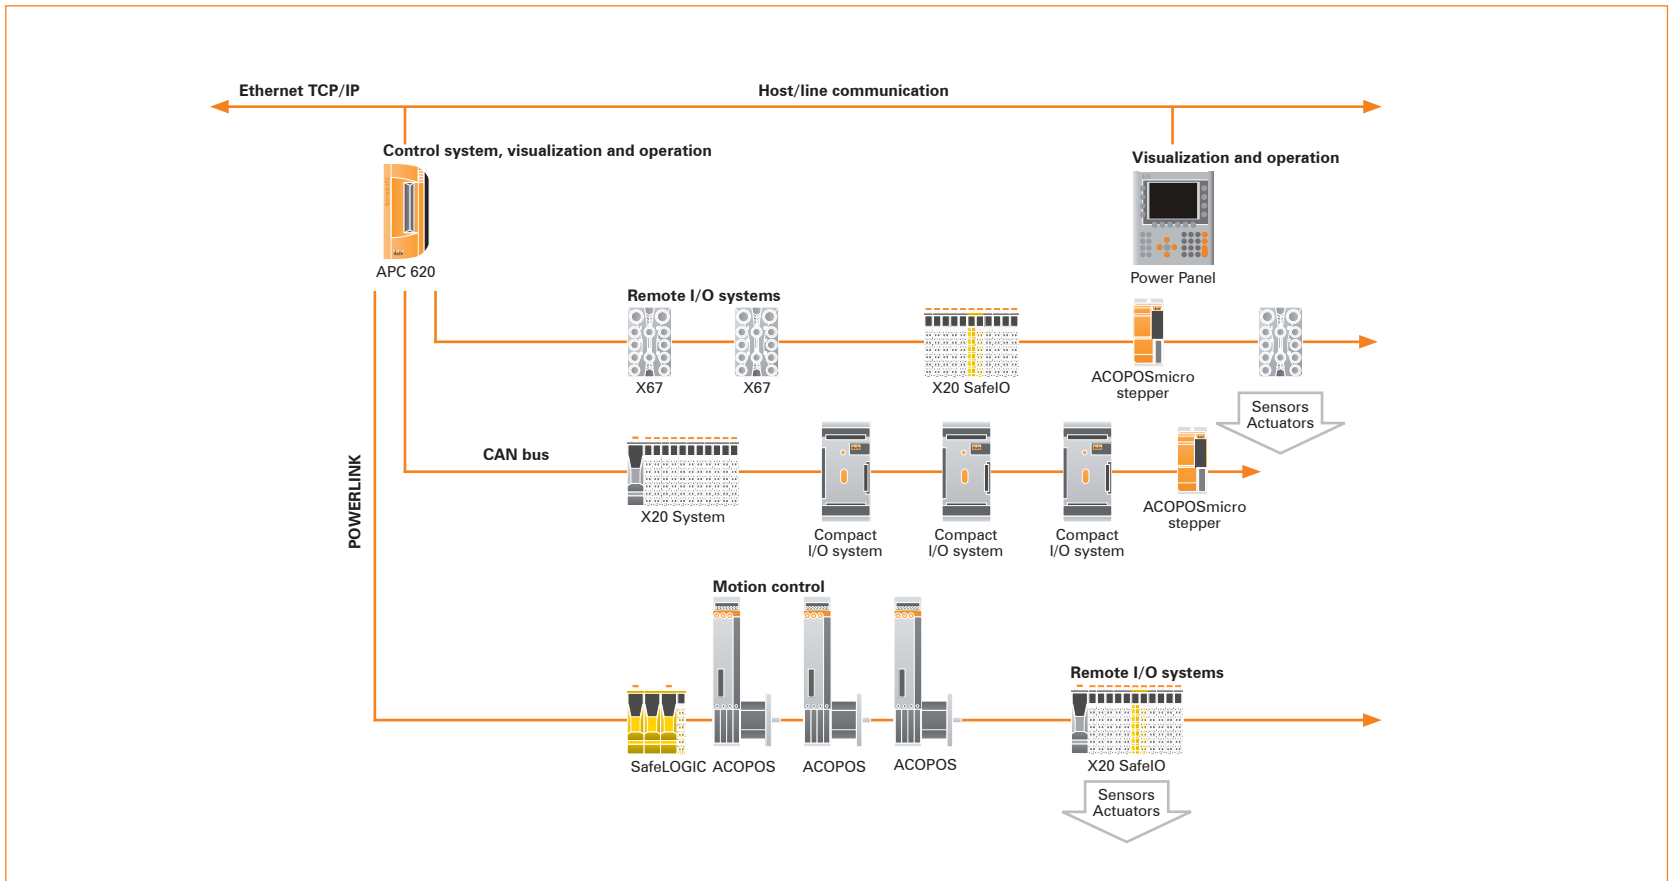 Ethernet TCP/IP
Host/line communication
Control system, visualization and operation
Visualization and operation
APC 620
Power Panel
Remote I/O systems
X67
X67
X20 SafeIO
ACOPOSmicro
stepper
Sensors
Actuators
CAN bus
X20 System
Compact
I/O system
Compact
I/O system
Compact
I/O system
ACOPOSmicro
stepper
POWERLINK
Motion control
Remote I/O systems
SafeLOGIC
ACOPOS
ACOPOS
ACOPOS
X20 SafeIO
Sensors
Actuators